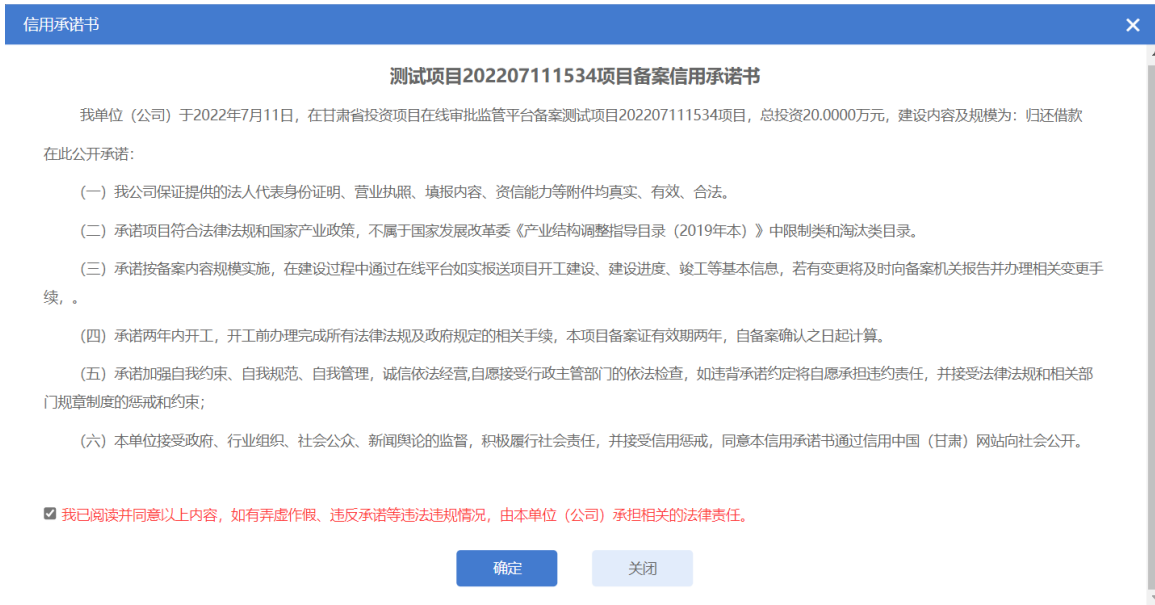 信用承诺书
测试项目202207111534项目备案信用承诺书
我单位（公司）于2022年7月11日，在甘肃省投资项目在线审批监管平台备案测试项目202207111534项目，总投资20.0000万元，建设内容及规模为：归还借款
在此公开承诺：
（一）我公司保证提供的法人代表身份证明、营业执照、填报内容、资信能力等附件均真实、有效、合法。
（二）承诺项目符合法律法规和国家产业政策，不属于国家发展改革委《产业结构调整指导目录（2019年本）》中限制类和淘汰类目录。
（三）承诺按备案内容规模实施，在建设过程中通过在线平台如实报送项目开工建设、建设进度、竣工等基本信息，若有变更将及时向备案机关报告并办理相关变更手
续，。
（四）承诺两年内开工，开工前办理完成所有法律法规及政府规定的相关手续，本项目备案证有效期两年，自备案确认之日起计算。
（五）承诺加强自我约束、自我规范、自我管理，诚信依法经营,自愿接受行政主管部门的依法检查，如违背承诺约定将自愿承担违约责任，并接受法律法规和相关部
门规章制度的惩戒和约束；
（六）本单位接受政府、行业组织、社会公众、新闻舆论的监督，积极履行社会责任，并接受信用惩戒，同意本信用承诺书通过信用中国（甘肃）网站向社会公开。
我已阅读并同意以上内容，如有弄虚作假、违反承诺等违法违规情况，由本单位（公司）承担相关的法律责任。
确定
关闭